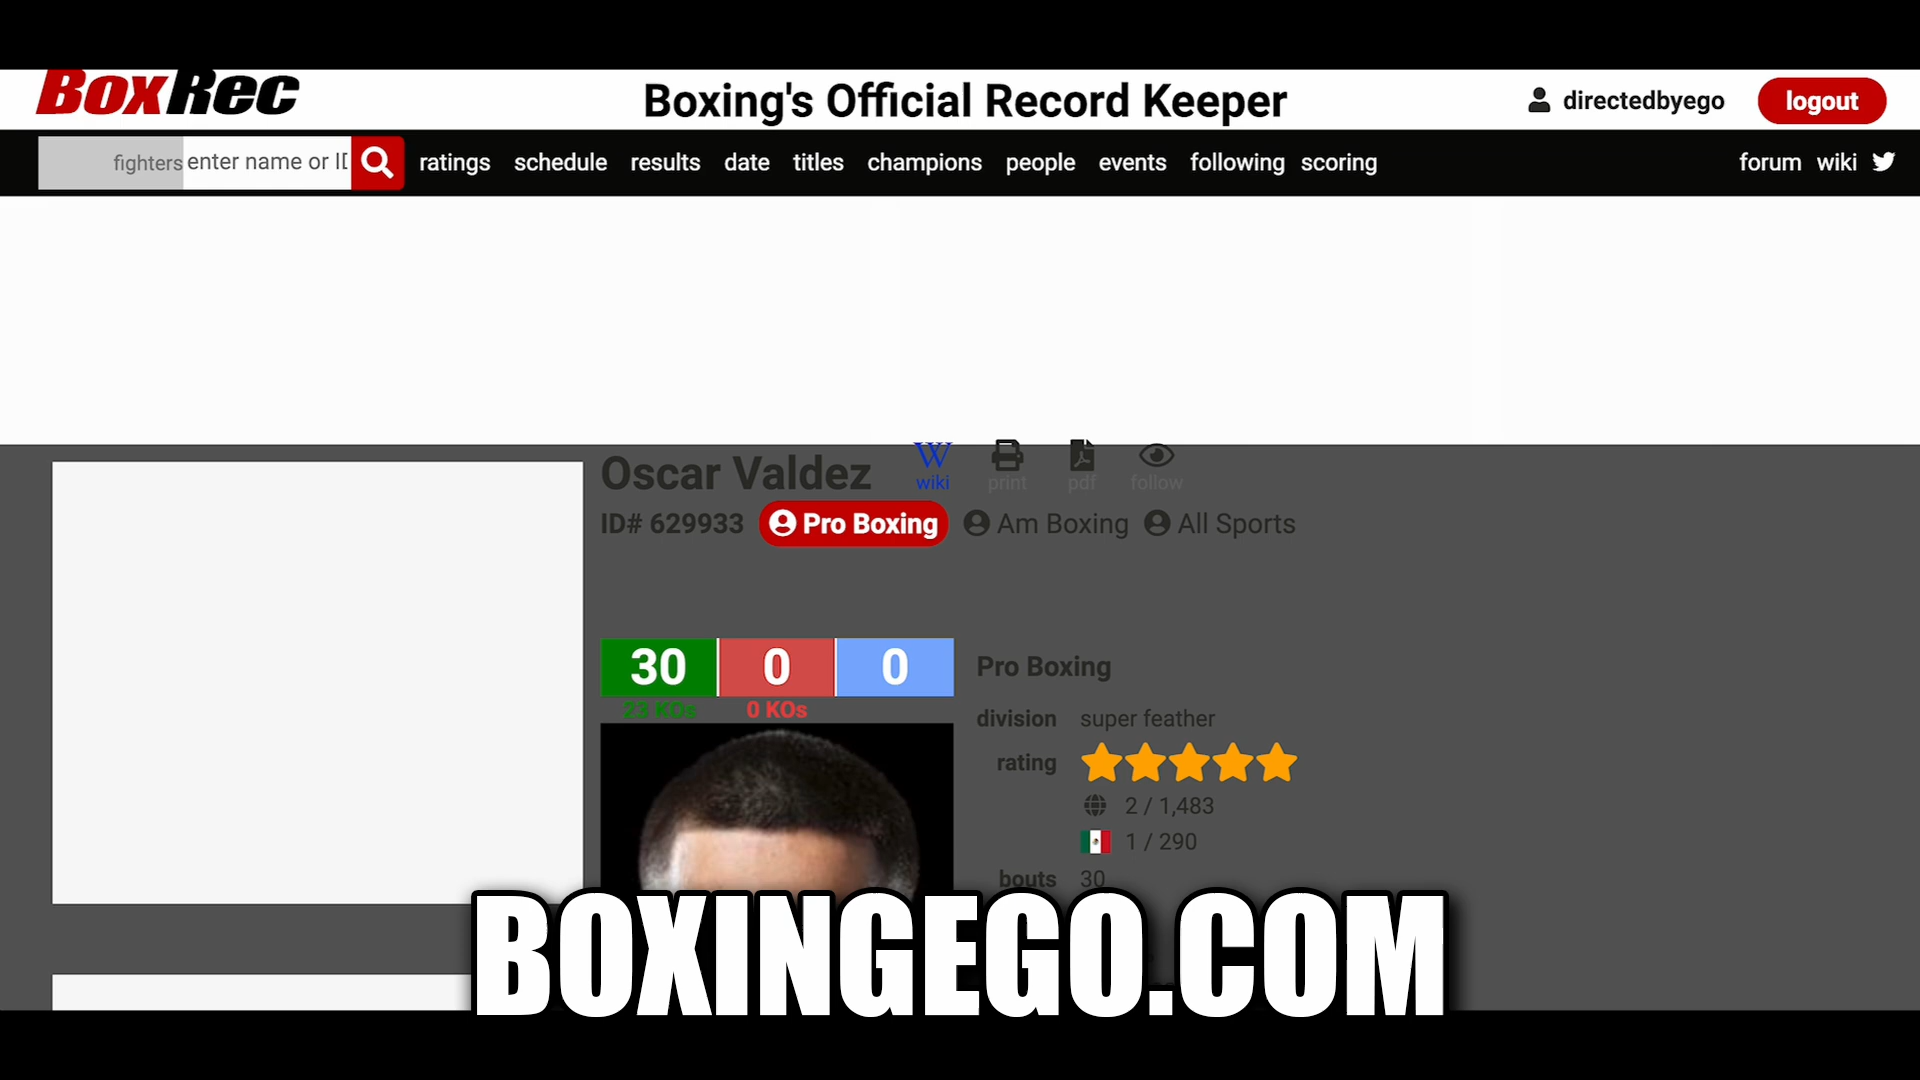 BoxRec
Boxing's Official Record Keeper
directedbyego
logout
fighters enter name or ID
ratings schedule results date titles champions people events following scoring
forum wiki
Oscar Valdez
W
wiki print pdf follow
ID# 629933 Pro Boxing Am Boxing All Sports
30 0 0
23 KOs 0 KOs
Pro Boxing
division super feather
rating
2 / 1,483
1 / 290
bouts 30
BOXINGEGO.COM